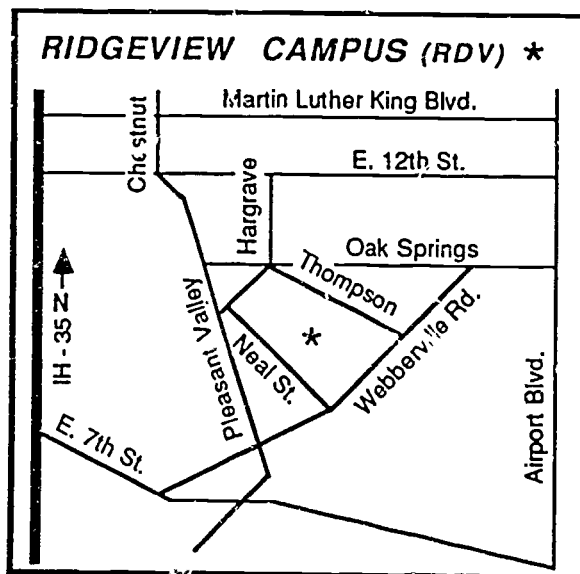 RIDGEVIEW CAMPUS (RDV) *
Martin Luther King Blvd.
Chestnut
E. 12th St.
Hargrave
Oak Springs
Thompson
IH - 35 N
Pleasant Valley
*
Neal St.
Webberville Rd.
Airport Blvd.
E. 7th St.